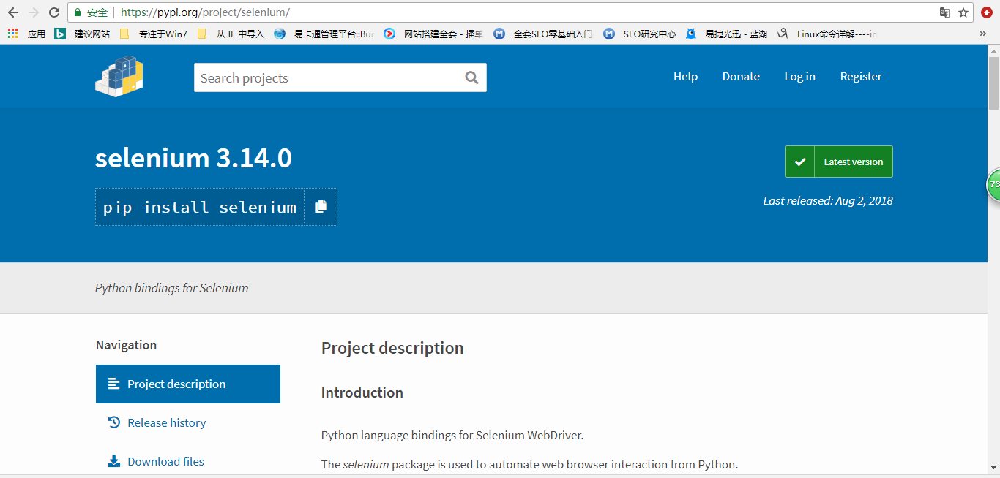 安全 https://pypi.org/project/selenium/
应用 建议网站 专注于Win7 从 IE 中导入 易卡通管理平台::Bug 网站搭建全套 - 播单 全套SEO零基础入门 SEO研究中心 易捷光迅 - 蓝湖 Linux命令详解----io »
Search projects
Help Donate Log in Register
selenium 3.14.0
Latest version
pip install selenium
73
Last released: Aug 2, 2018
Python bindings for Selenium
Navigation
Project description
Project description
Introduction
Release history
Python language bindings for Selenium WebDriver.
Download files
The selenium package is used to automate web browser interaction from Python.